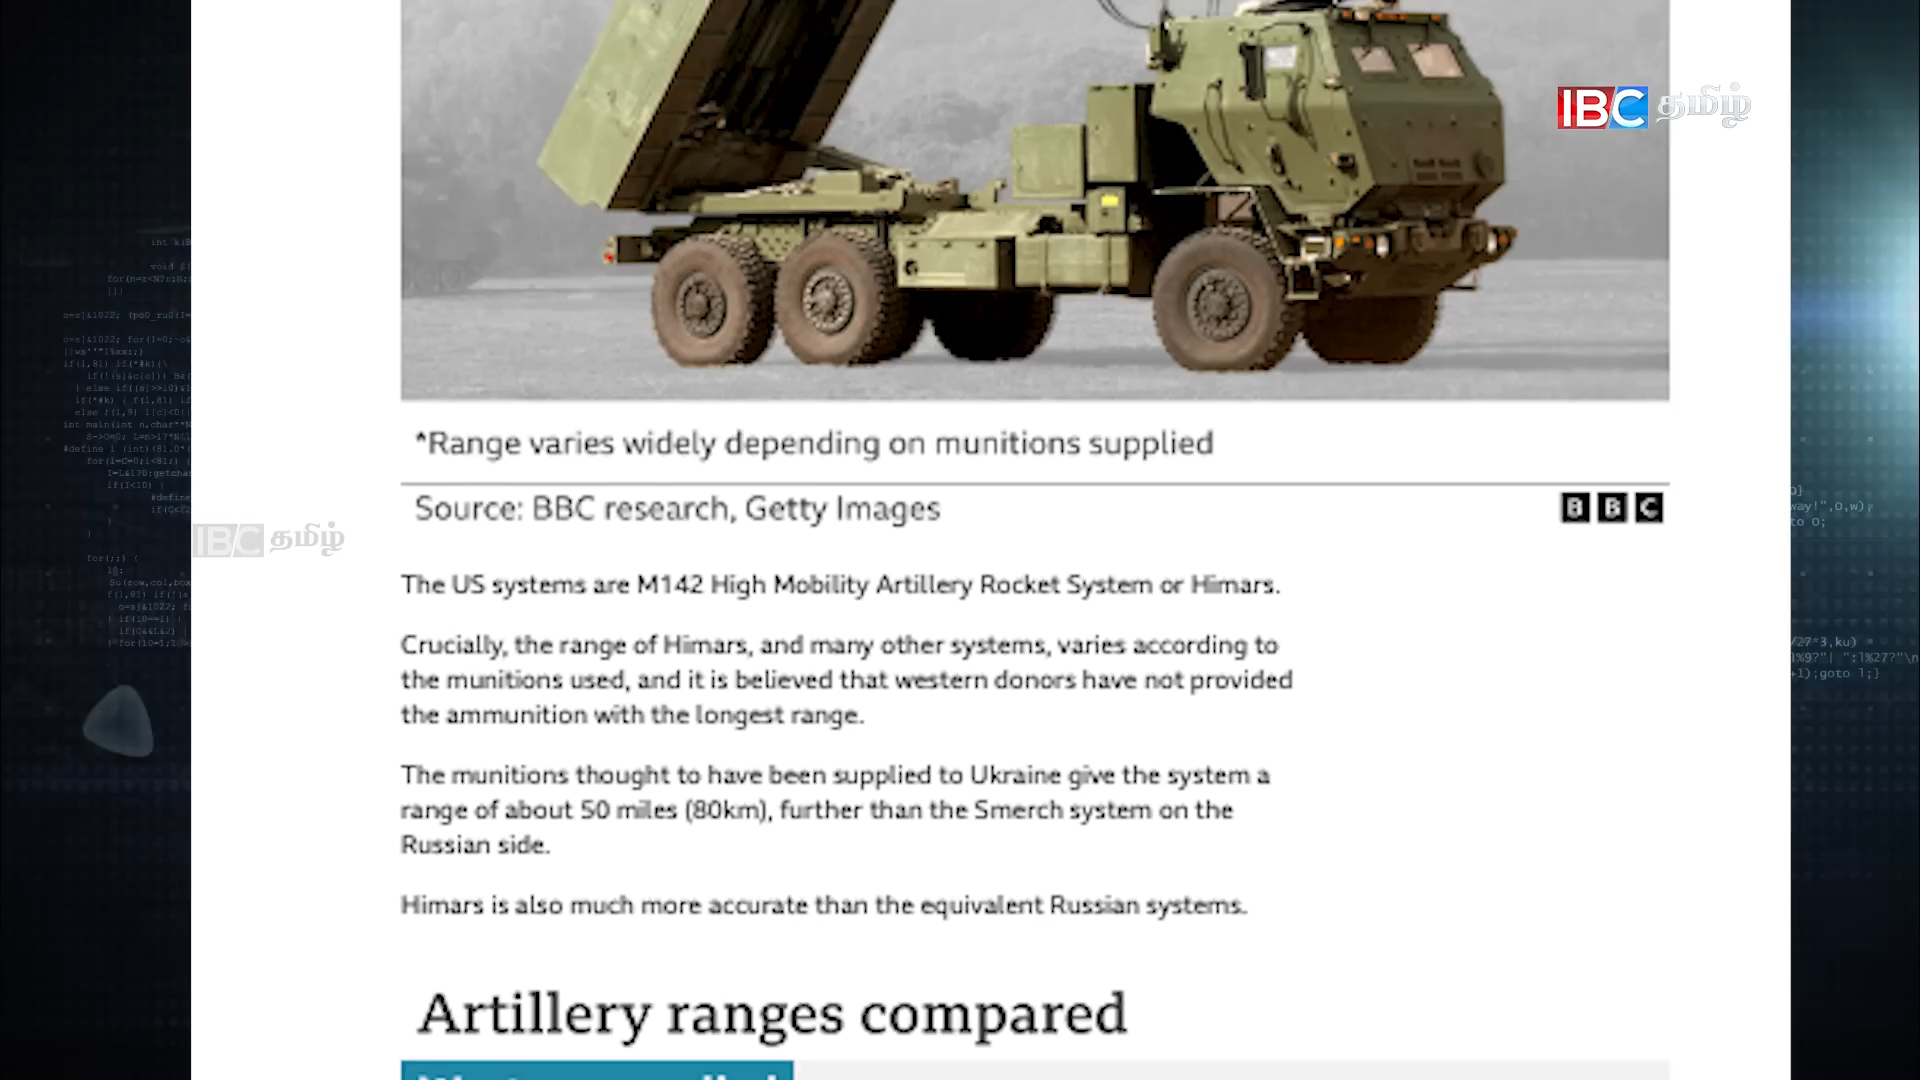 IBC தமிழ்
*Range varies widely depending on munitions supplied
Source: BBC research, Getty Images
BBC
IBC தமிழ்
The US systems are M142 High Mobility Artillery Rocket System or Himars.
Crucially, the range of Himars, and many other systems, varies according to
the munitions used, and it is believed that western donors have not provided
the ammunition with the longest range.
The munitions thought to have been supplied to Ukraine give the system a
range of about 50 miles (80km), further than the Smerch system on the
Russian side.
Himars is also much more accurate than the equivalent Russian systems.
Artillery ranges compared